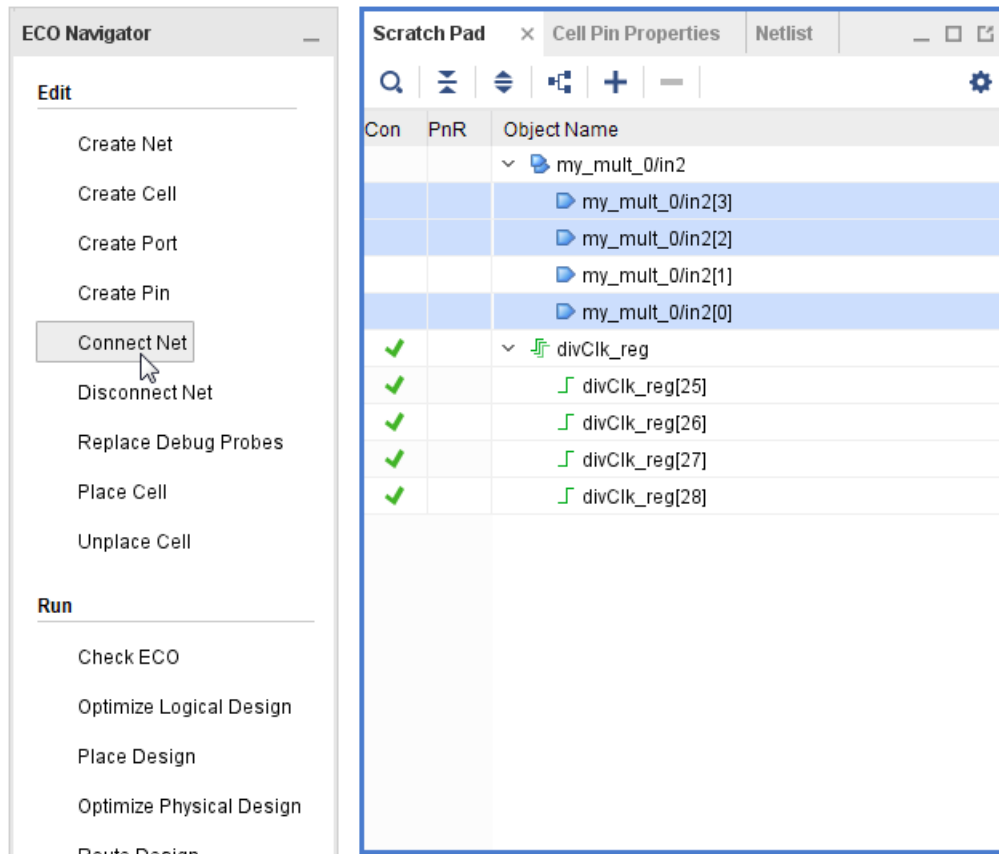 ECO Navigator
Edit
Create Net
Create Cell
Create Port
Create Pin
Connect Net
Disconnect Net
Replace Debug Probes
Place Cell
Unplace Cell
Run
Check ECO
Optimize Logical Design
Place Design
Optimize Physical Design
Route Design
Scratch Pad Cell Pin Properties Netlist
Con PnR Object Name
my_mult_0/in2
my_mult_0/in2[3]
my_mult_0/in2[2]
my_mult_0/in2[1]
my_mult_0/in2[0]
divClk_reg
divClk_reg[25]
divClk_reg[26]
divClk_reg[27]
divClk_reg[28]